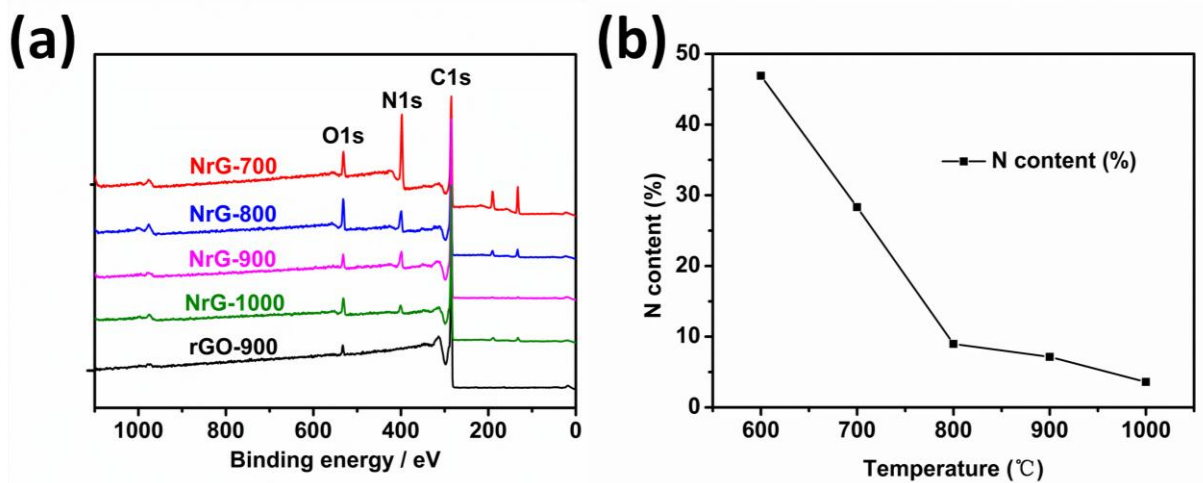 (a)
C1s
N1s
O1s
NrG-700
NrG-800
NrG-900
NrG-1000
rGO-900
1000 800 600 400 200 0
Binding energy / eV
(b)
50
40
30
20
10
0
N content (%)
N content (%)
600 700 800 900 1000
Temperature (℃)